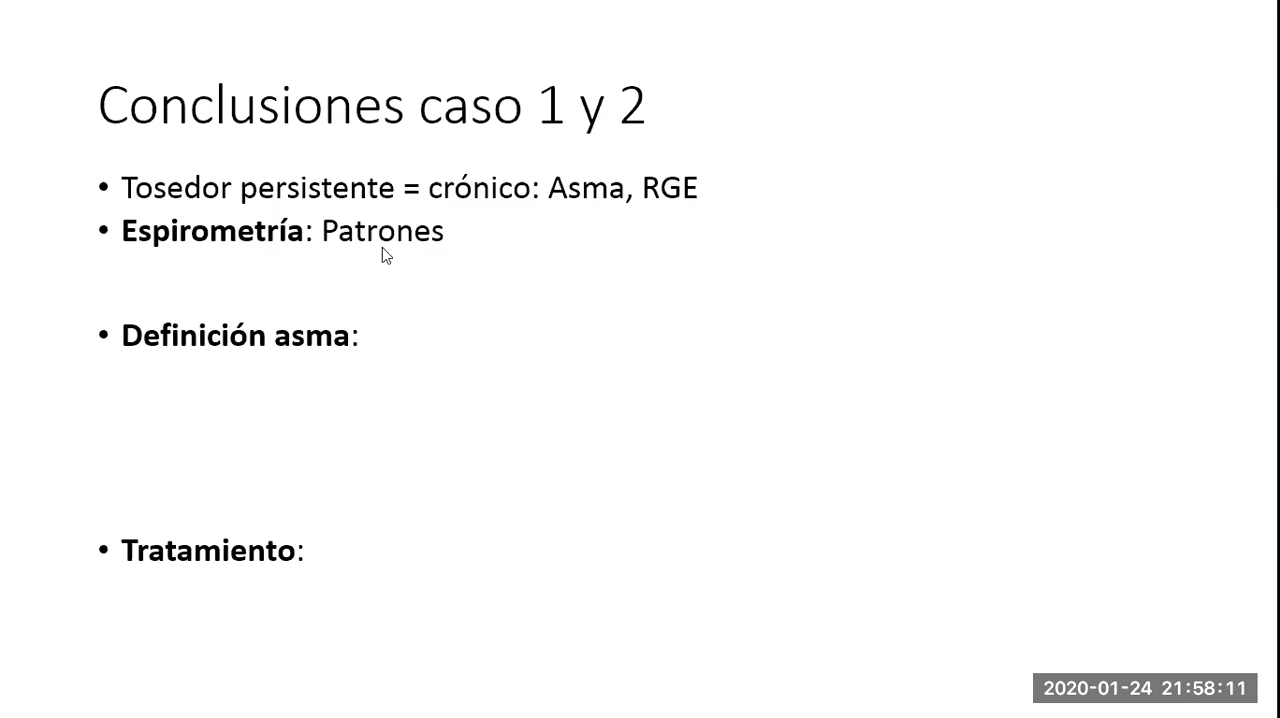 Conclusiones caso 1 y 2
• Tosedor persistente = crónico: Asma, RGE
• Espirometría: Patrones
• Definición asma:
• Tratamiento:
2020-01-24 21:58:11